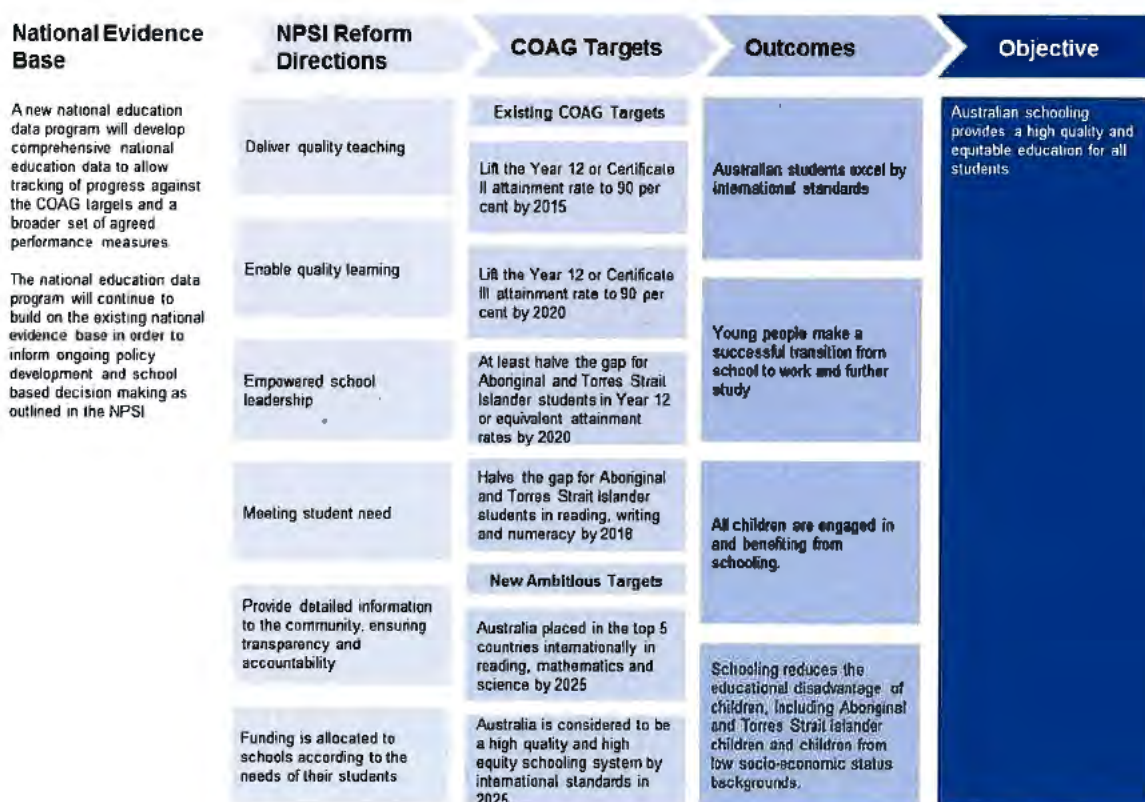 National Evidence
Base
A new national education
data program will develop
comprehensive national
education data to allow
tracking of progress against
the COAG targets and a
broader set of agreed
performance measures
The national education data
program will continue to
build on the existing national
evidence base in order to
inform ongoing policy
development and school
based decision making as
outlined in the NPSI
NPSI Reform
Directions
Deliver quality teaching
Enable quality learning
Empowered school
leadership
Meeting student need
Provide detailed information
to the community, ensuring
transparency and
accountability
Funding is allocated to
schools according to the
needs of their students
COAG Targets
Existing COAG Targets
Lift the Year 12 or Certificate
II attainment rate to 90 per
cent by 2015
Lift the Year 12 or Certificate
III attainment rate to 90 per
cent by 2020
At least halve the gap for
Aboriginal and Torres Strait
Islander students in Year 12
or equivalent attainment
rates by 2020
Halve the gap for Aboriginal
and Torres Strait Islander
students in reading, writing
and numeracy by 2018
New Ambitious Targets
Australia placed in the top 5
countries internationally in
reading, mathematics and
science by 2025
Australia is considered to be
a high quality and high
equity schooling system by
international standards in
2025
Outcomes
Australian students excel by
international standards
Young people make a
successful transition from
school to work and further
study
All children are engaged in
and benefiting from
schooling.
Schooling reduces the
educational disadvantage of
children, including Aboriginal
and Torres Strait Islander
children and children from
low socio-economic status
backgrounds.
Objective
Australian schooling
provides a high quality and
equitable education for all
students